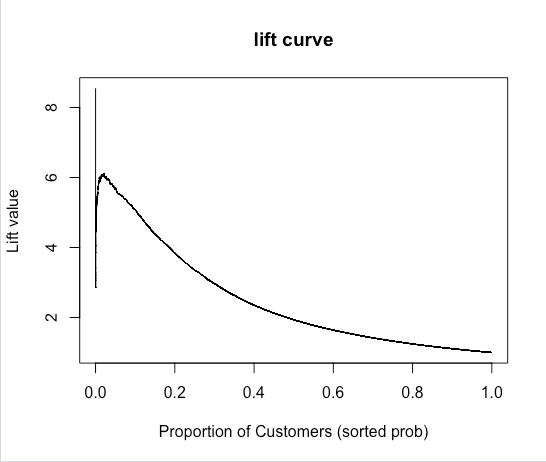 lift curve
8
6
4
2
Lift value
0.0 0.2 0.4 0.6 0.8 1.0
Proportion of Customers (sorted prob)